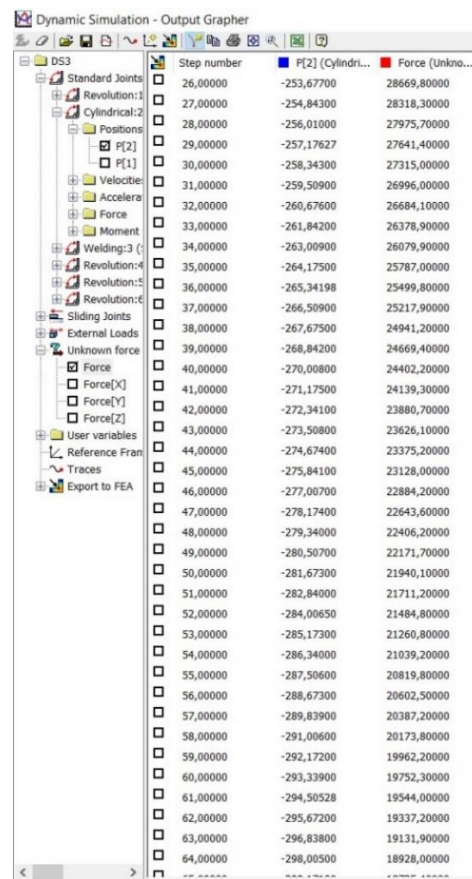 Dynamic Simulation - Output Grapher
DS3
Standard Joints
Revolution:1
Cylindrical:2
Positions
P[2]
P[1]
Velocitie
Accelera
Force
Moment
Welding:3 (
Revolution:4
Revolution:5
Revolution:6
Sliding Joints
External Loads
Unknown force
Force
Force[X]
Force[Y]
Force[Z]
User variables
Reference Fran
Traces
Export to FEA
Step number P[2] (Cylindri... Force (Unkno...
26,00000 -253,67700 28669,80000
27,00000 -254,84300 28318,30000
28,00000 -256,01000 27975,70000
29,00000 -257,17627 27641,40000
30,00000 -258,34300 27315,00000
31,00000 -259,50900 26996,00000
32,00000 -260,67600 26684,10000
33,00000 -261,84200 26378,90000
34,00000 -263,00900 26079,90000
35,00000 -264,17500 25787,00000
36,00000 -265,34198 25499,80000
37,00000 -266,50900 25217,90000
38,00000 -267,67500 24941,20000
39,00000 -268,84200 24669,40000
40,00000 -270,00800 24402,20000
41,00000 -271,17500 24139,30000
42,00000 -272,34100 23880,70000
43,00000 -273,50800 23626,10000
44,00000 -274,67400 23375,20000
45,00000 -275,84100 23128,00000
46,00000 -277,00700 22884,20000
47,00000 -278,17400 22643,60000
48,00000 -279,34000 22406,20000
49,00000 -280,50700 22171,70000
50,00000 -281,67300 21940,10000
51,00000 -282,84000 21711,20000
52,00000 -284,00650 21484,80000
53,00000 -285,17300 21260,80000
54,00000 -286,34000 21039,20000
55,00000 -287,50600 20819,80000
56,00000 -288,67300 20602,50000
57,00000 -289,83900 20387,20000
58,00000 -291,00600 20173,80000
59,00000 -292,17200 19962,20000
60,00000 -293,33900 19752,30000
61,00000 -294,50528 19544,00000
62,00000 -295,67200 19337,20000
63,00000 -296,83800 19131,90000
64,00000 -298,00500 18928,00000